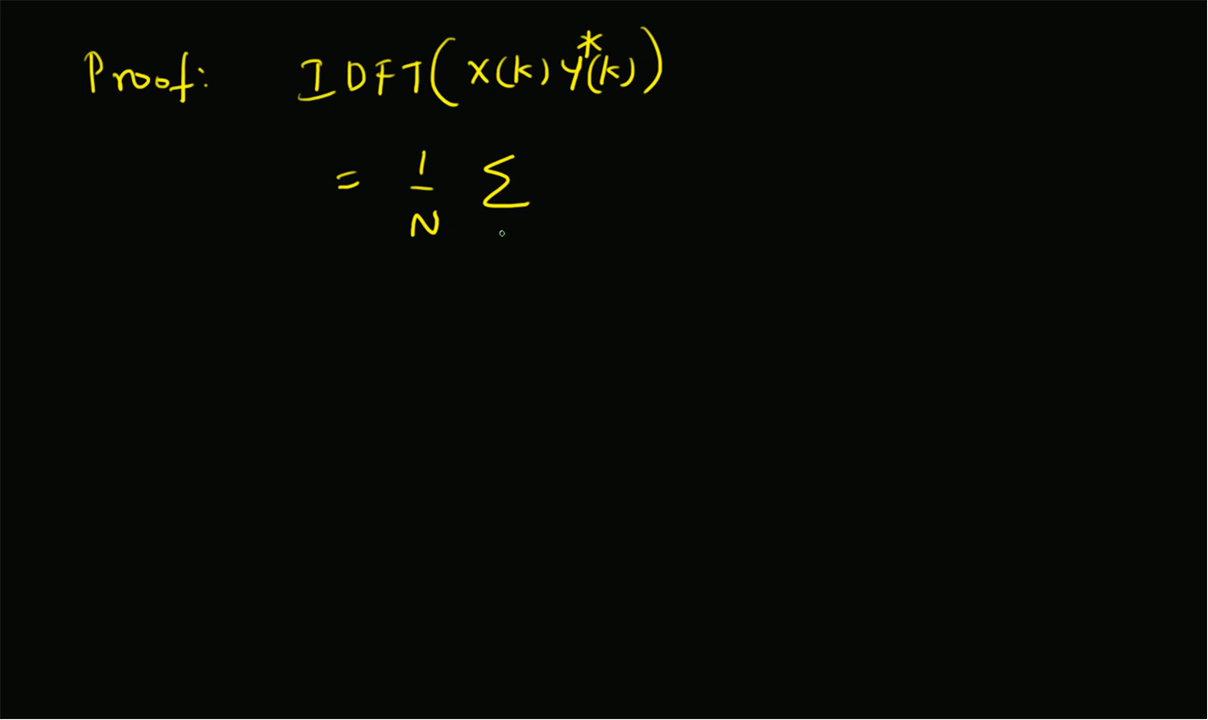 Proof: IDFT(X(k) Y*(k))
= 1/N Σ